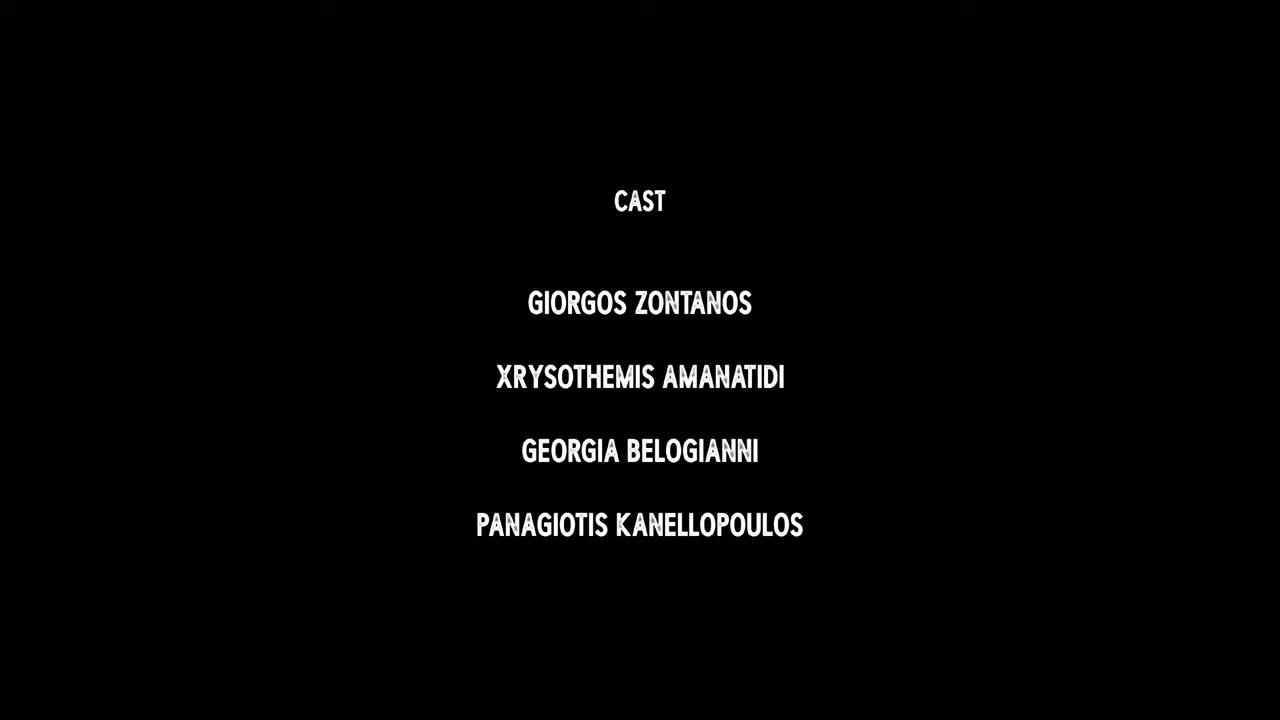 CAST
GIORGOS ZONTANOS
XRYSOTHEMIS AMANATIDI
GEORGIA BELOGIANNI
PANAGIOTIS KANELLOPOULOS